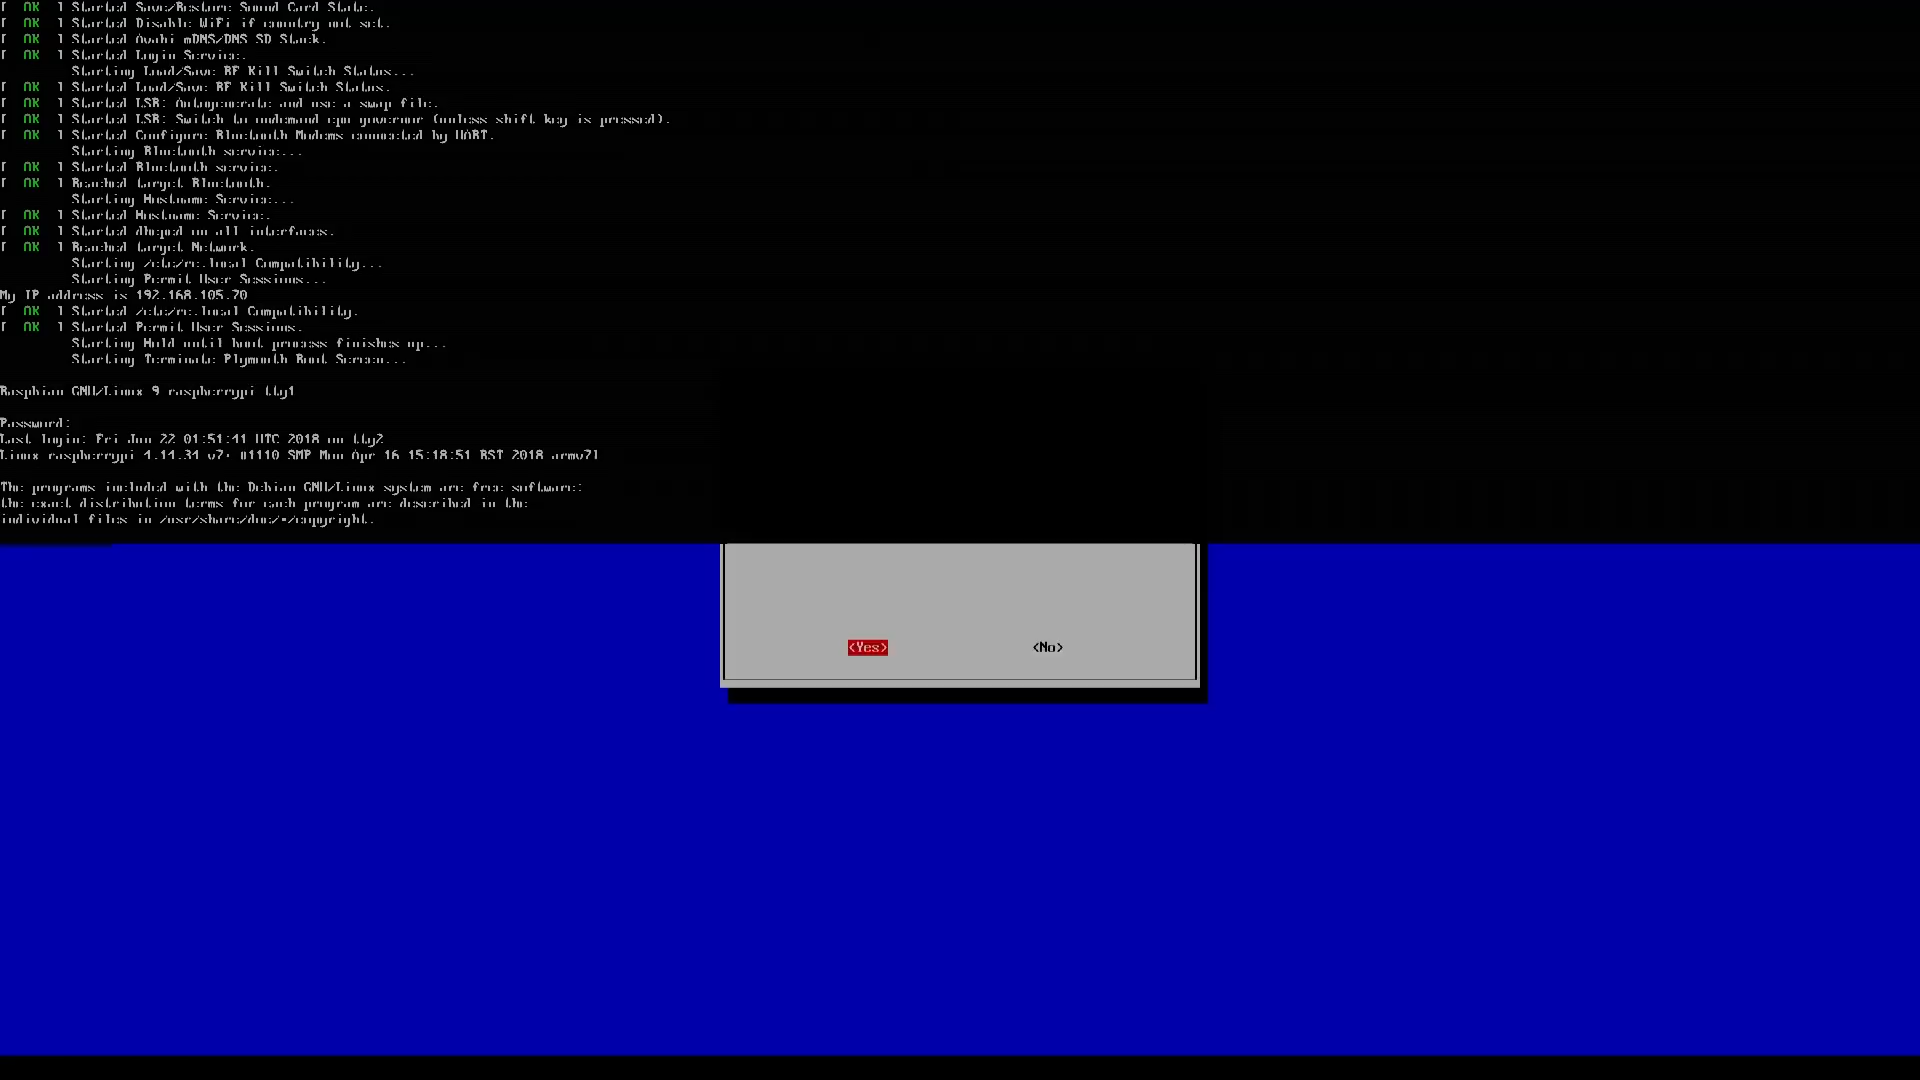 [  OK  ] Started Save/Restore Sound Card State.
[  OK  ] Started Disable WiFi if country not set.
[  OK  ] Started Avahi mDNS/DNS-SD Stack.
[  OK  ] Started Login Service.
Starting Load/Save RF Kill Switch Status...
[  OK  ] Started Load/Save RF Kill Switch Status.
[  OK  ] Started LSB: Autogenerate and use a swap file.
[  OK  ] Started LSB: Switch to ondemand cpu governor (unless shift key is pressed).
[  OK  ] Started Configure Bluetooth Modems connected by UART.
Starting Bluetooth service...
[  OK  ] Started Bluetooth service.
[  OK  ] Reached target Bluetooth.
Starting Hostname Service...
[  OK  ] Started Hostname Service.
[  OK  ] Started dhcpcd on all interfaces.
[  OK  ] Reached target Network.
Starting /etc/rc.local Compatibility...
Starting Permit User Sessions...
My IP address is 192.168.105.70
[  OK  ] Started /etc/rc.local Compatibility.
[  OK  ] Started Permit User Sessions.
Starting Hold until boot process finishes up...
Starting Terminate Plymouth Boot Screen...
Raspbian GNU/Linux 9 raspberrypi tty1
Password:
Last login: Fri Jun 22 01:51:41 UTC 2018 on tty2
Linux raspberrypi 4.14.34-v7+ #1110 SMP Mon Apr 16 15:18:51 BST 2018 armv7l
The programs included with the Debian GNU/Linux system are free software;
the exact distribution terms for each program are described in the
individual files in /usr/share/doc/*/copyright.
<Yes>
<No>